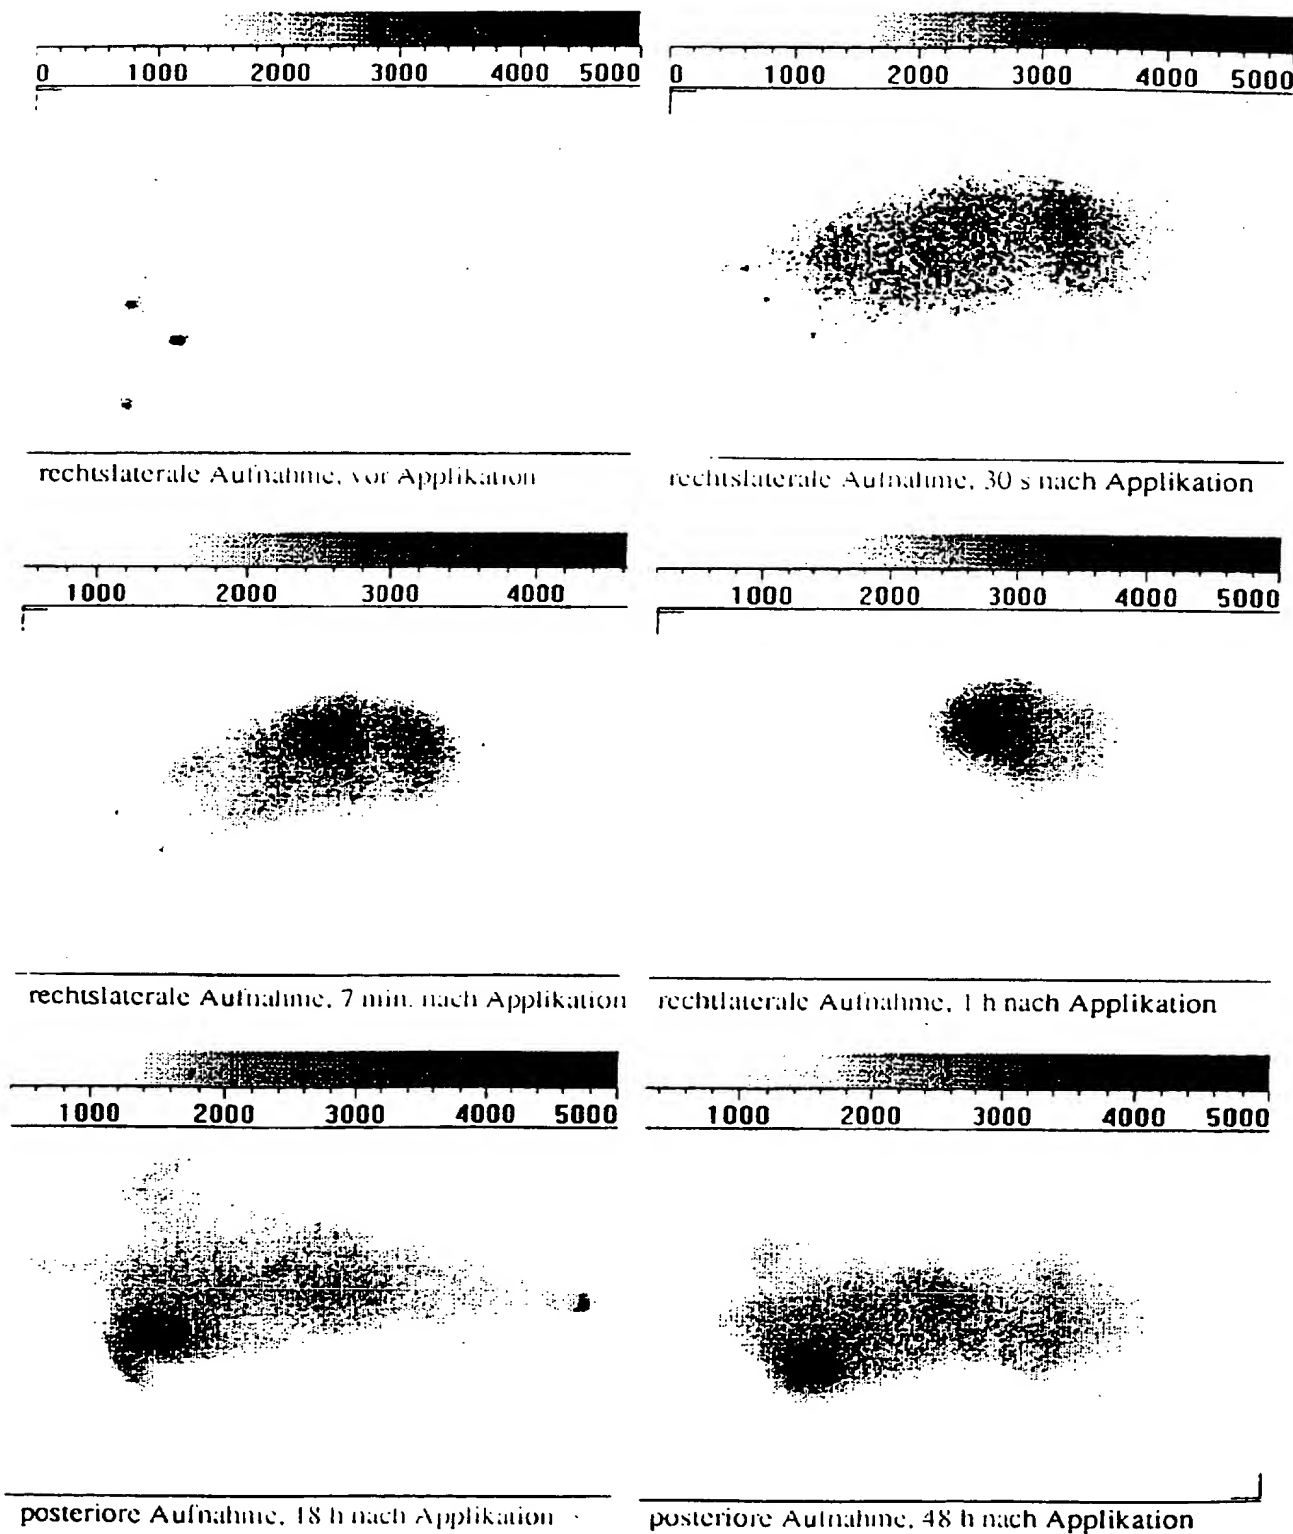 0 1000 2000 3000 4000 5000
0 1000 2000 3000 4000 5000
rechtslaterale Aufnahme, vor Applikation
rechtslaterale Aufnahme, 30 s nach Applikation
1000 2000 3000 4000
1000 2000 3000 4000 5000
rechtslaterale Aufnahme, 7 min. nach Applikation
rechtlaterale Aufnahme, 1 h nach Applikation
1000 2000 3000 4000 5000
1000 2000 3000 4000 5000
posteriore Aufnahme, 18 h nach Applikation
posteriore Aufnahme, 48 h nach Applikation